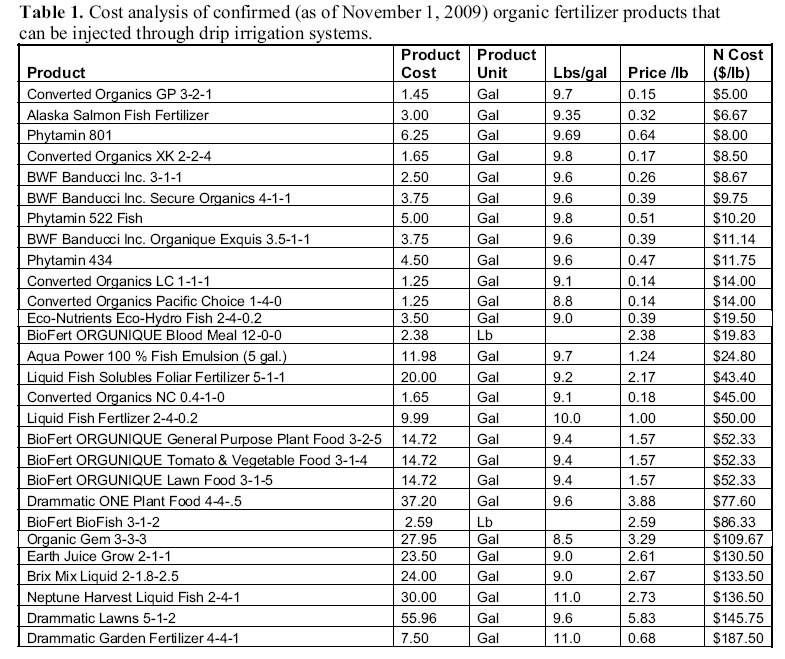 Table 1. Cost analysis of confirmed (as of November 1, 2009) organic fertilizer products that
can be injected through drip irrigation systems.
Product Product N Cost
Product Cost Unit Lbs/gal Price /lb ($/lb)
Converted Organics GP 3-2-1 1.45 Gal 9.7 0.15 $5.00
Alaska Salmon Fish Fertilizer 3.00 Gal 9.35 0.32 $6.67
Phytamin 801 6.25 Gal 9.69 0.64 $8.00
Converted Organics XK 2-2-4 1.65 Gal 9.8 0.17 $8.50
BWF Banducci Inc. 3-1-1 2.50 Gal 9.6 0.26 $8.67
BWF Banducci Inc. Secure Organics 4-1-1 3.75 Gal 9.6 0.39 $9.75
Phytamin 522 Fish 5.00 Gal 9.8 0.51 $10.20
BWF Banducci Inc. Organique Exquis 3.5-1-1 3.75 Gal 9.6 0.39 $11.14
Phytamin 434 4.50 Gal 9.6 0.47 $11.75
Converted Organics LC 1-1-1 1.25 Gal 9.1 0.14 $14.00
Converted Organics Pacific Choice 1-4-0 1.25 Gal 8.8 0.14 $14.00
Eco-Nutrients Eco-Hydro Fish 2-4-0.2 3.50 Gal 9.0 0.39 $19.50
BioFert ORGUNIQUE Blood Meal 12-0-0 2.38 Lb 2.38 $19.83
Aqua Power 100 % Fish Emulsion (5 gal.) 11.98 Gal 9.7 1.24 $24.80
Liquid Fish Solubles Foliar Fertilizer 5-1-1 20.00 Gal 9.2 2.17 $43.40
Converted Organics NC 0.4-1-0 1.65 Gal 9.1 0.18 $45.00
Liquid Fish Fertlizer 2-4-0.2 9.99 Gal 10.0 1.00 $50.00
BioFert ORGUNIQUE General Purpose Plant Food 3-2-5 14.72 Gal 9.4 1.57 $52.33
BioFert ORGUNIQUE Tomato & Vegetable Food 3-1-4 14.72 Gal 9.4 1.57 $52.33
BioFert ORGUNIQUE Lawn Food 3-1-5 14.72 Gal 9.4 1.57 $52.33
Drammatic ONE Plant Food 4-4-.5 37.20 Gal 9.6 3.88 $77.60
BioFert BioFish 3-1-2 2.59 Lb 2.59 $86.33
Organic Gem 3-3-3 27.95 Gal 8.5 3.29 $109.67
Earth Juice Grow 2-1-1 23.50 Gal 9.0 2.61 $130.50
Brix Mix Liquid 2-1.8-2.5 24.00 Gal 9.0 2.67 $133.50
Neptune Harvest Liquid Fish 2-4-1 30.00 Gal 11.0 2.73 $136.50
Drammatic Lawns 5-1-2 55.96 Gal 9.6 5.83 $145.75
Drammatic Garden Fertilizer 4-4-1 7.50 Gal 11.0 0.68 $187.50